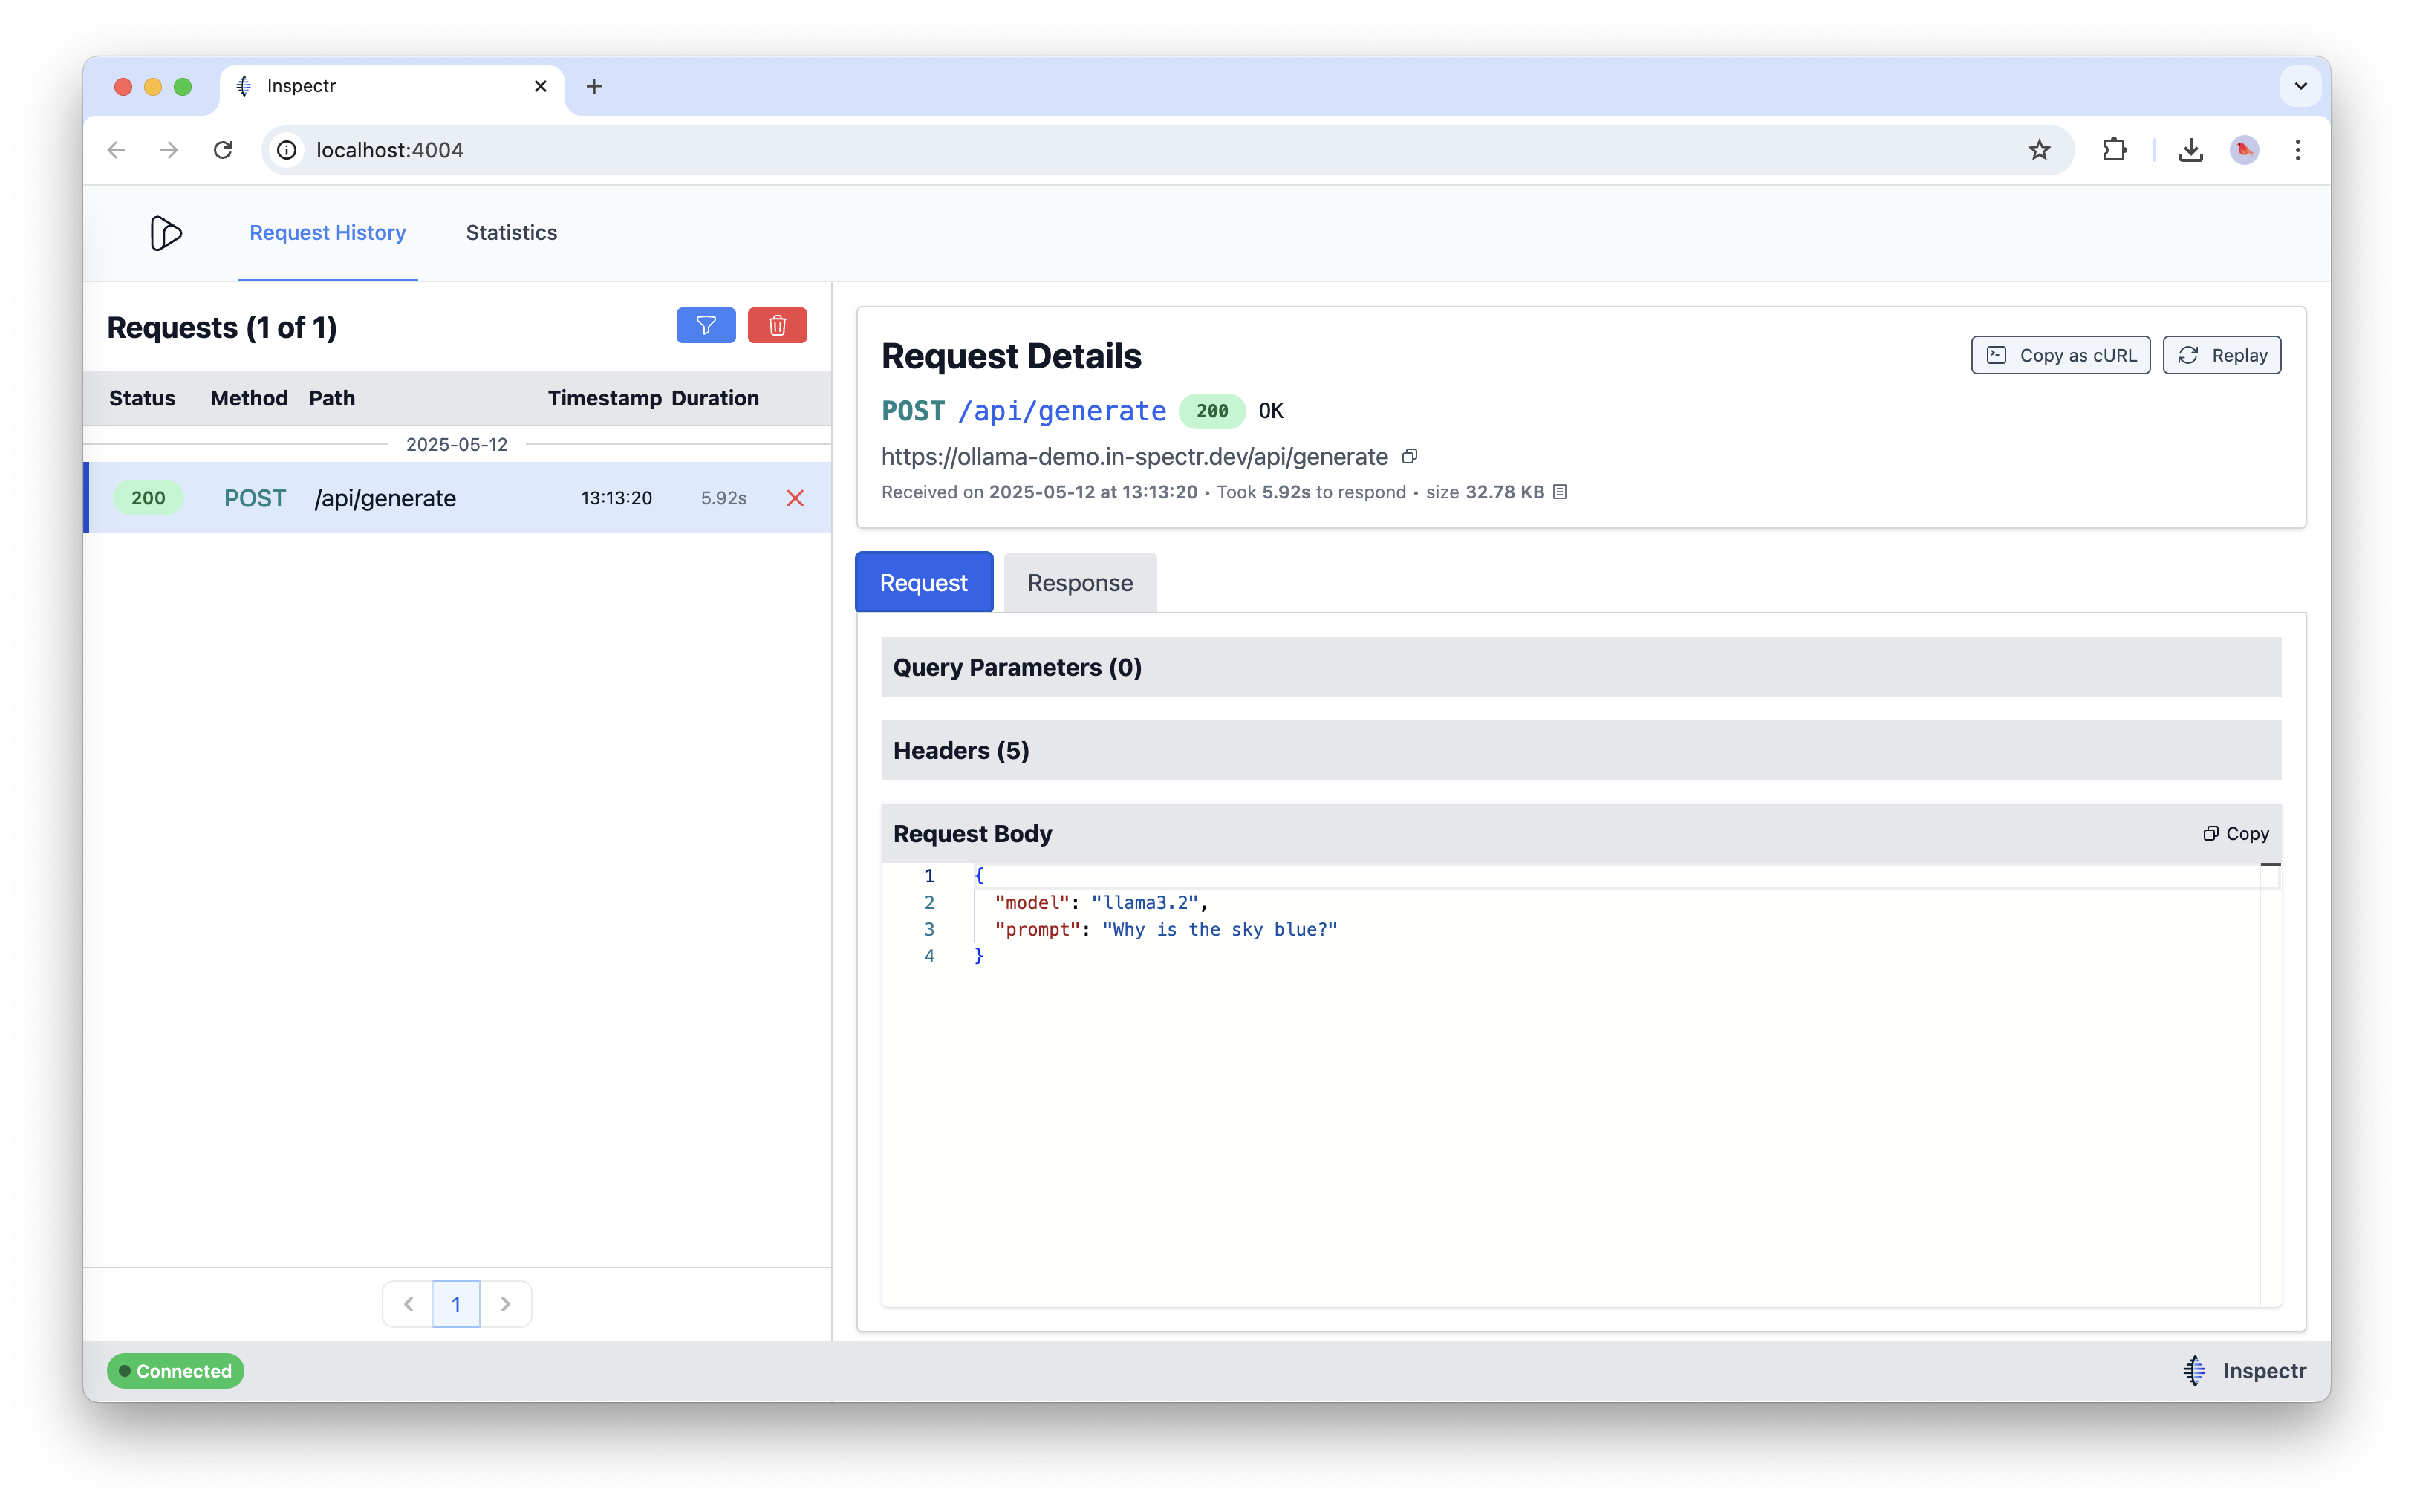 Inspectr
localhost:4004
Request History
Statistics
Requests (1 of 1)
Status Method Path Timestamp Duration
2025-05-12
200 POST /api/generate 13:13:20 5.92s
1
Request Details
Copy as cURL
Replay
POST /api/generate 200 OK
https://ollama-demo.in-spectr.dev/api/generate
Received on 2025-05-12 at 13:13:20 • Took 5.92s to respond • size 32.78 KB
Request
Response
Query Parameters (0)
Headers (5)
Request Body
Copy
1 {
2 "model": "llama3.2",
3 "prompt": "Why is the sky blue?"
4 }
Connected
Inspectr